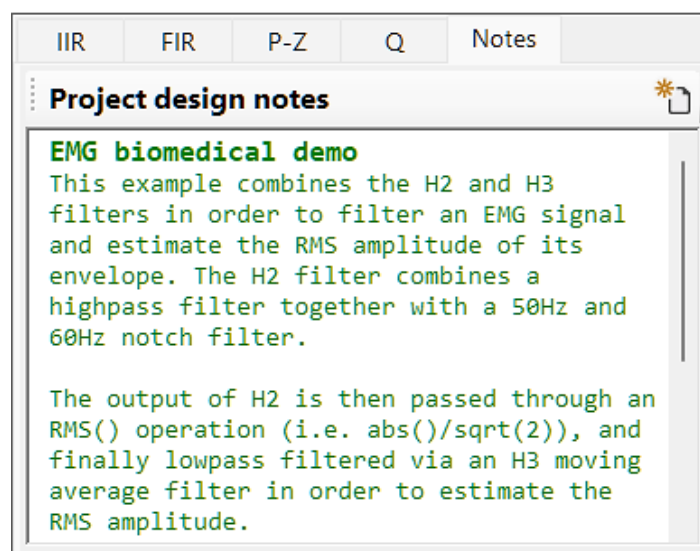 IIR FIR P-Z Q Notes
Project design notes
EMG biomedical demo
This example combines the H2 and H3
filters in order to filter an EMG signal
and estimate the RMS amplitude of its
envelope. The H2 filter combines a
highpass filter together with a 50Hz and
60Hz notch filter.
The output of H2 is then passed through an
RMS() operation (i.e. abs()/sqrt(2)), and
finally lowpass filtered via an H3 moving
average filter in order to estimate the
RMS amplitude.